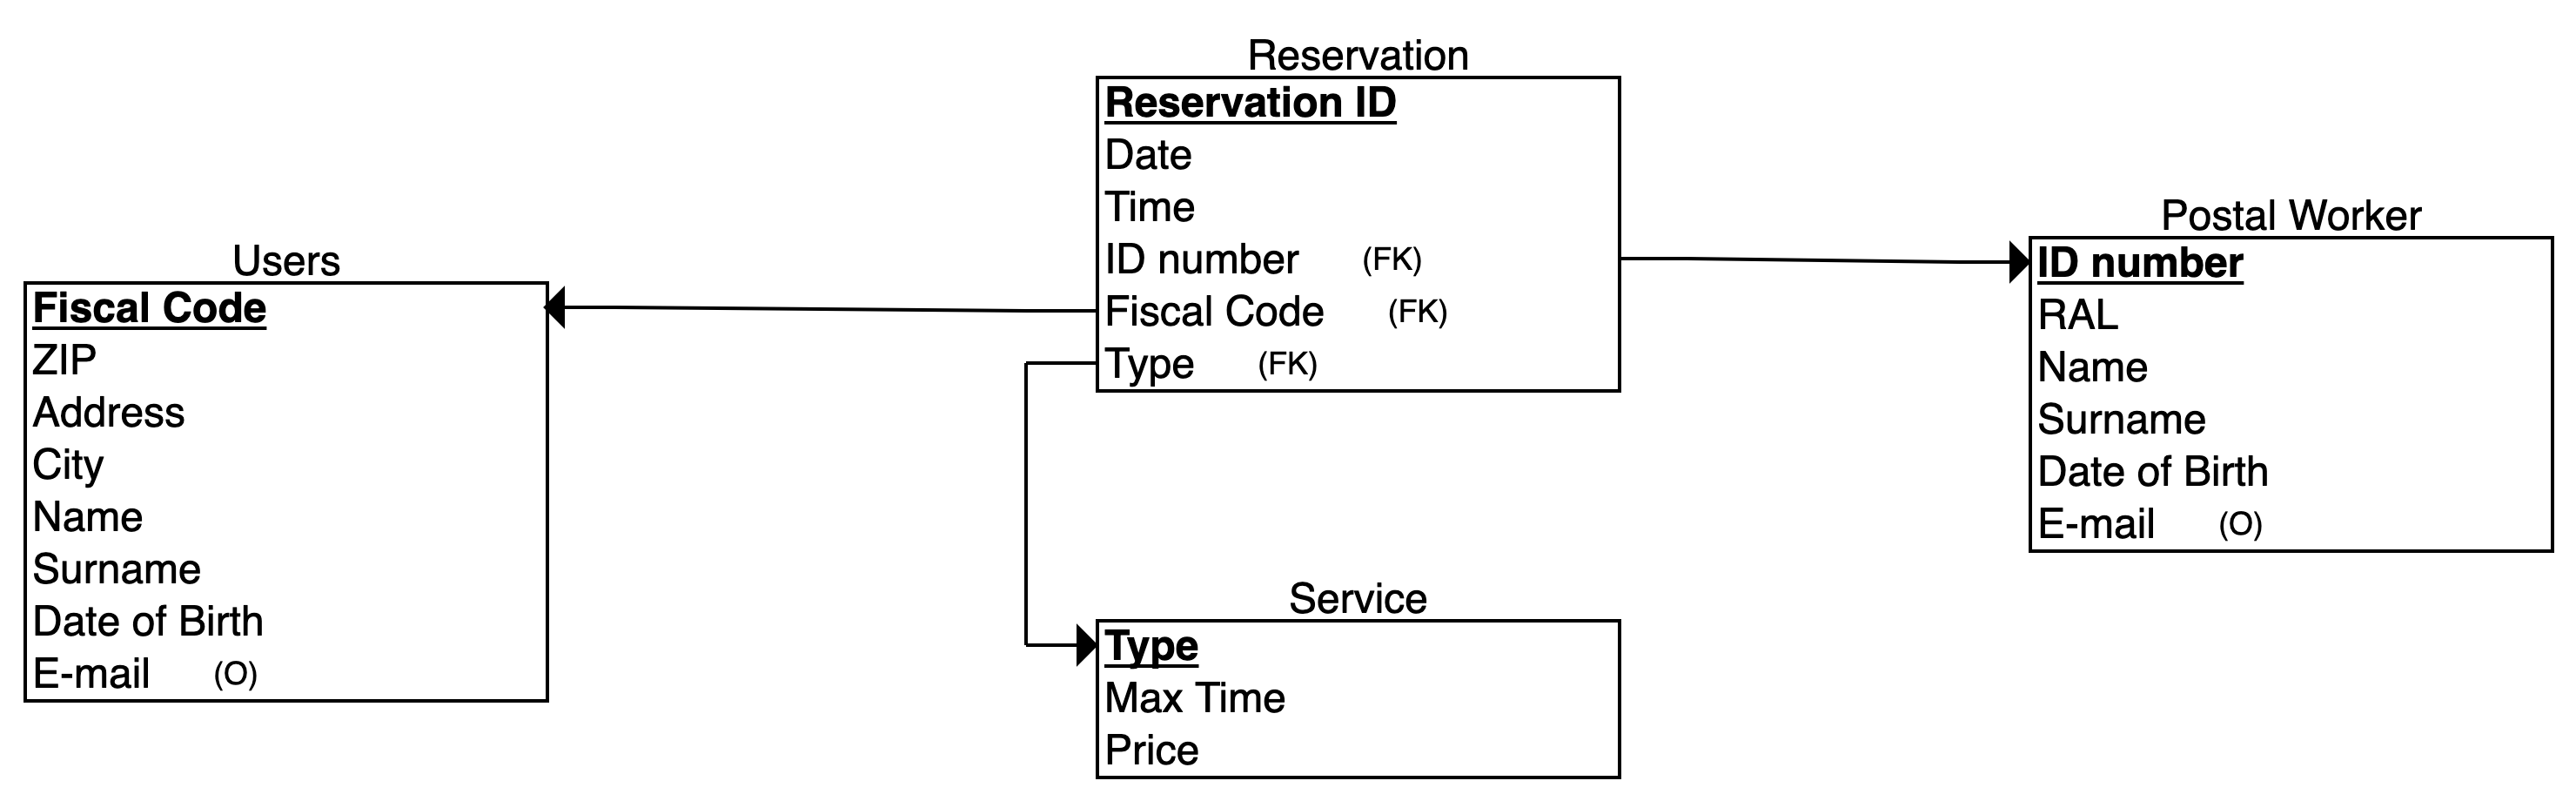 Users
Fiscal Code
ZIP
Address
City
Name
Surname
Date of Birth
E-mail (O)
Reservation
Reservation ID
Date
Time
ID number (FK)
Fiscal Code (FK)
Type (FK)
Service
Type
Max Time
Price
Postal Worker
ID number
RAL
Name
Surname
Date of Birth
E-mail (O)